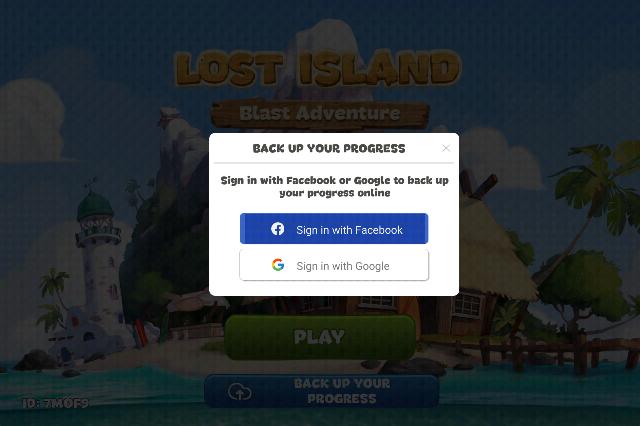 LOST ISLAND
Blast Adventure
BACK UP YOUR PROGRESS
Sign in with Facebook or Google to back up
your progress online
Sign in with Facebook
Sign in with Google
PLAY
BACK UP YOUR
PROGRESS
ID: 7MOF9